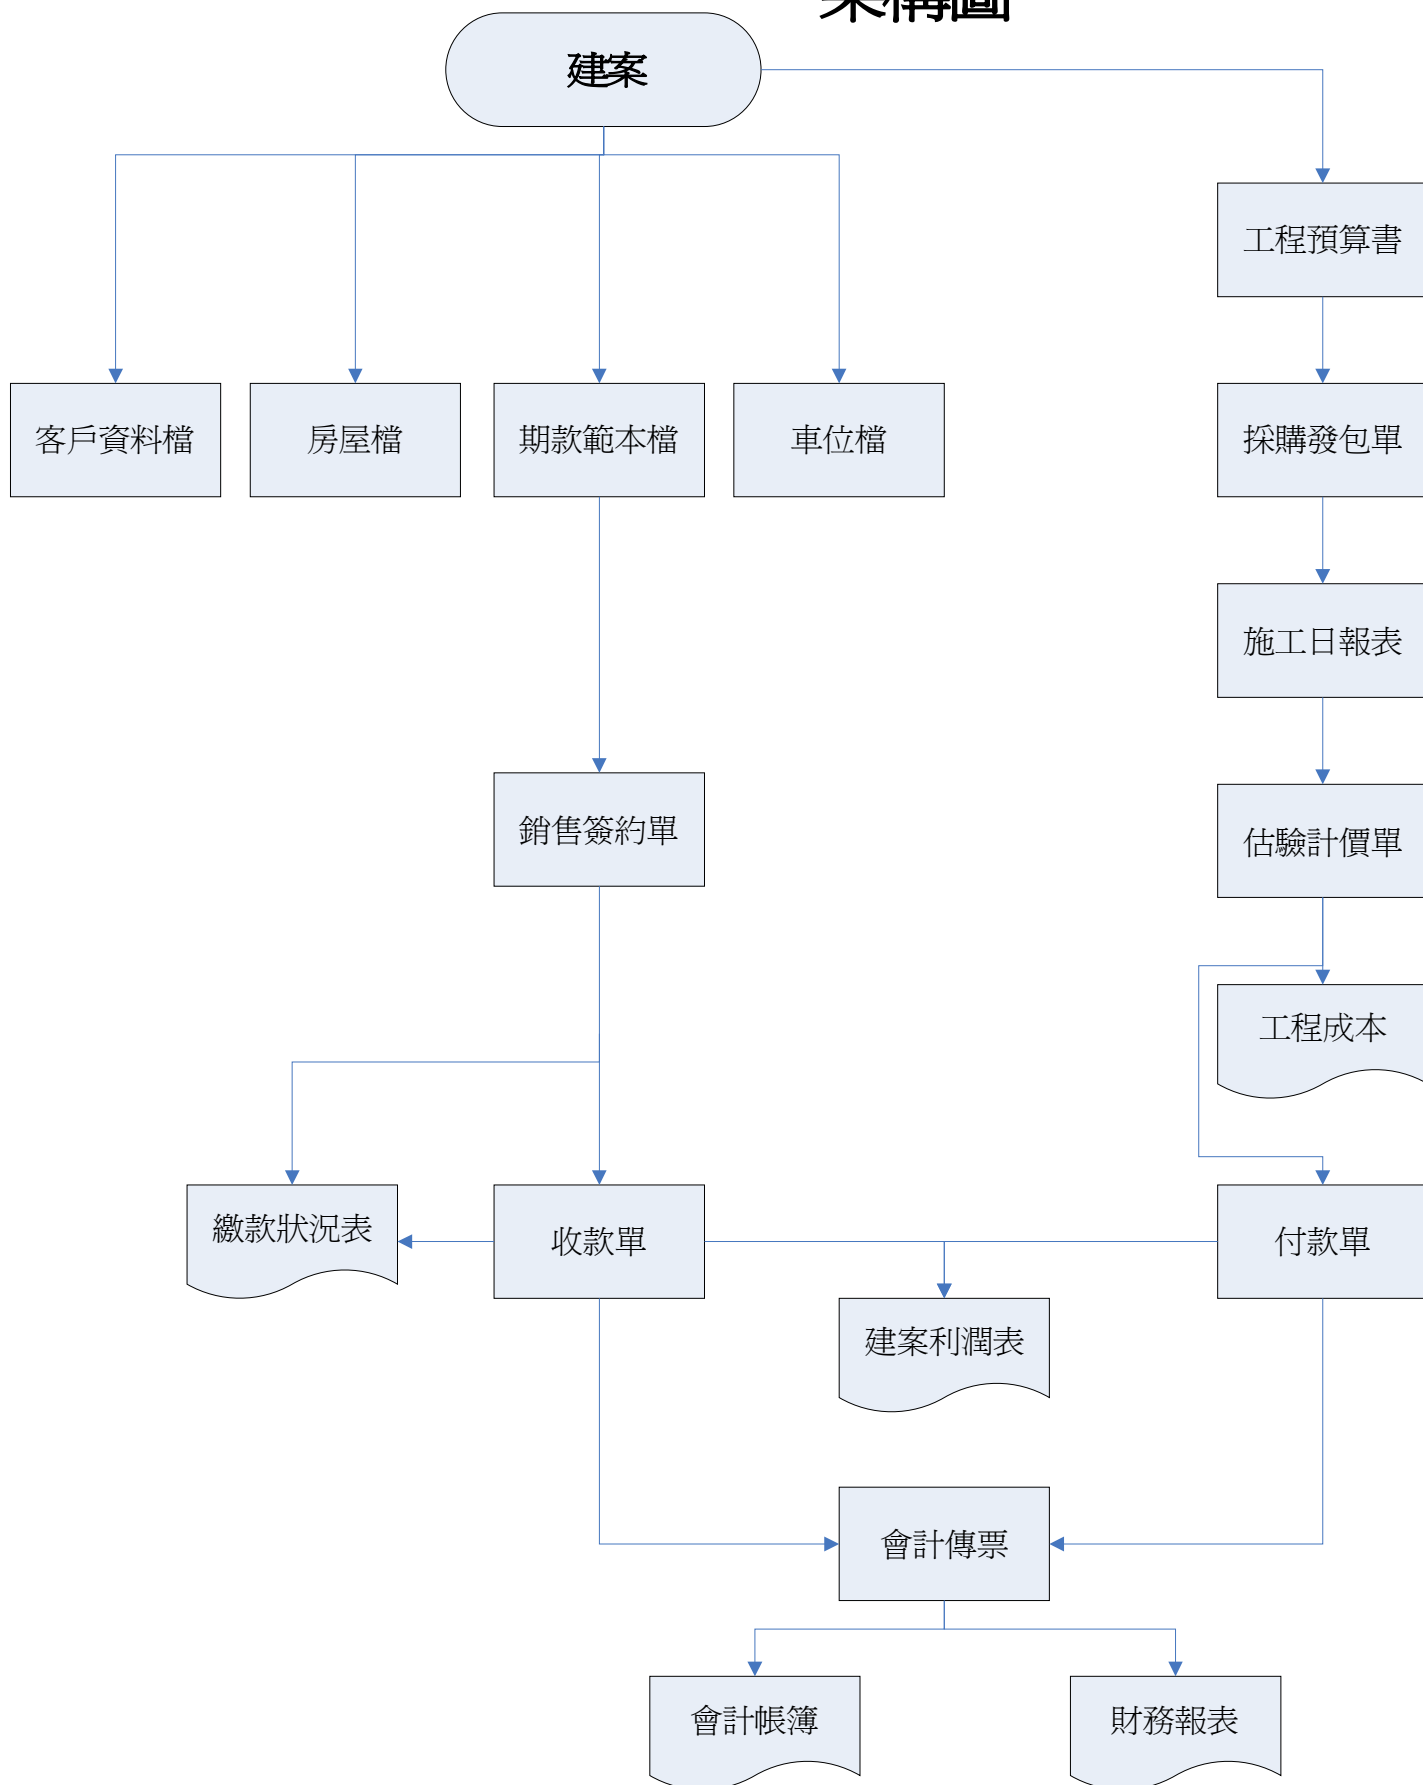 架構圖
建案
工程預算書
客戶資料檔
房屋檔
期款範本檔
車位檔
採購發包單
施工日報表
銷售簽約單
估驗計價單
工程成本
繳款狀況表
收款單
付款單
建案利潤表
會計傳票
會計帳簿
財務報表